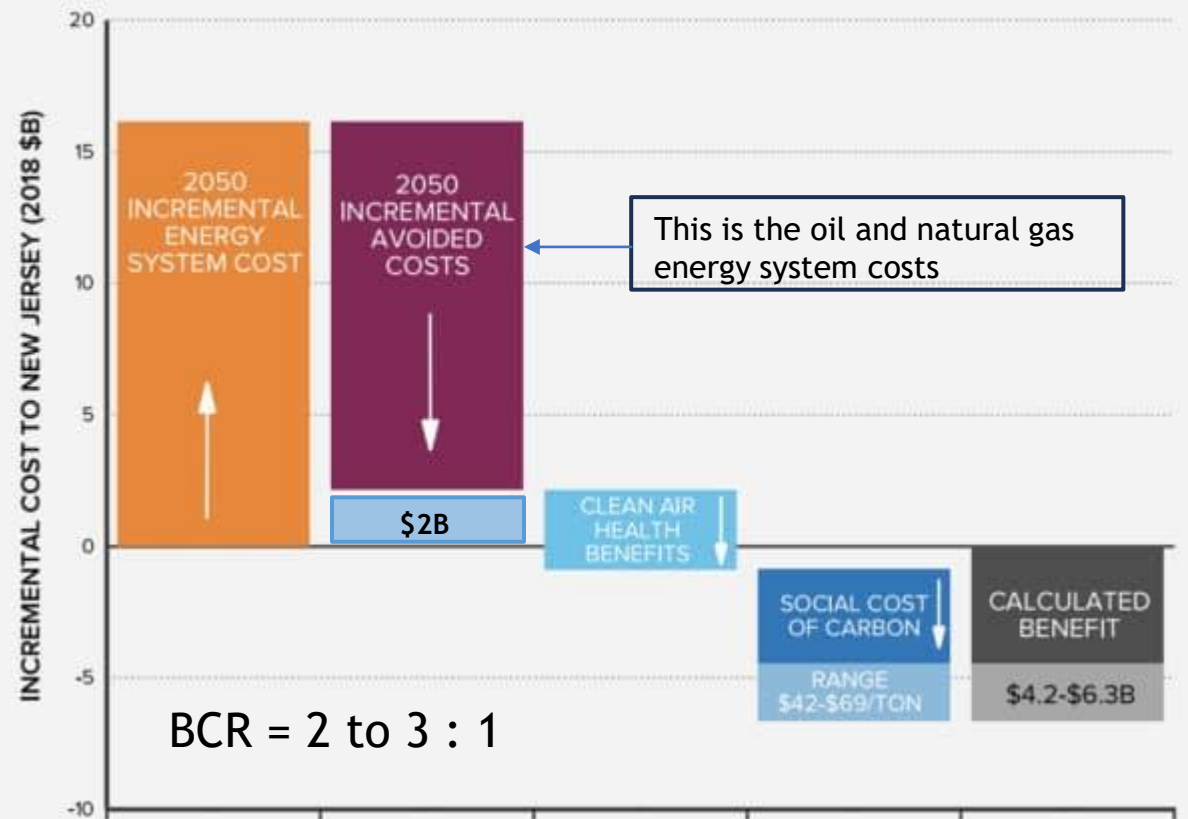 INCREMENTAL COST TO NEW JERSEY (2018 $B)
20
15
10
5
0
-5
-10
2050
INCREMENTAL
ENERGY
SYSTEM COST
2050
INCREMENTAL
AVOIDED
COSTS
This is the oil and natural gas
energy system costs
$2B
CLEAN AIR
HEALTH
BENEFITS
SOCIAL COST
OF CARBON
RANGE
$42-$69/TON
CALCULATED
BENEFIT
$4.2-$6.3B
BCR = 2 to 3 : 1